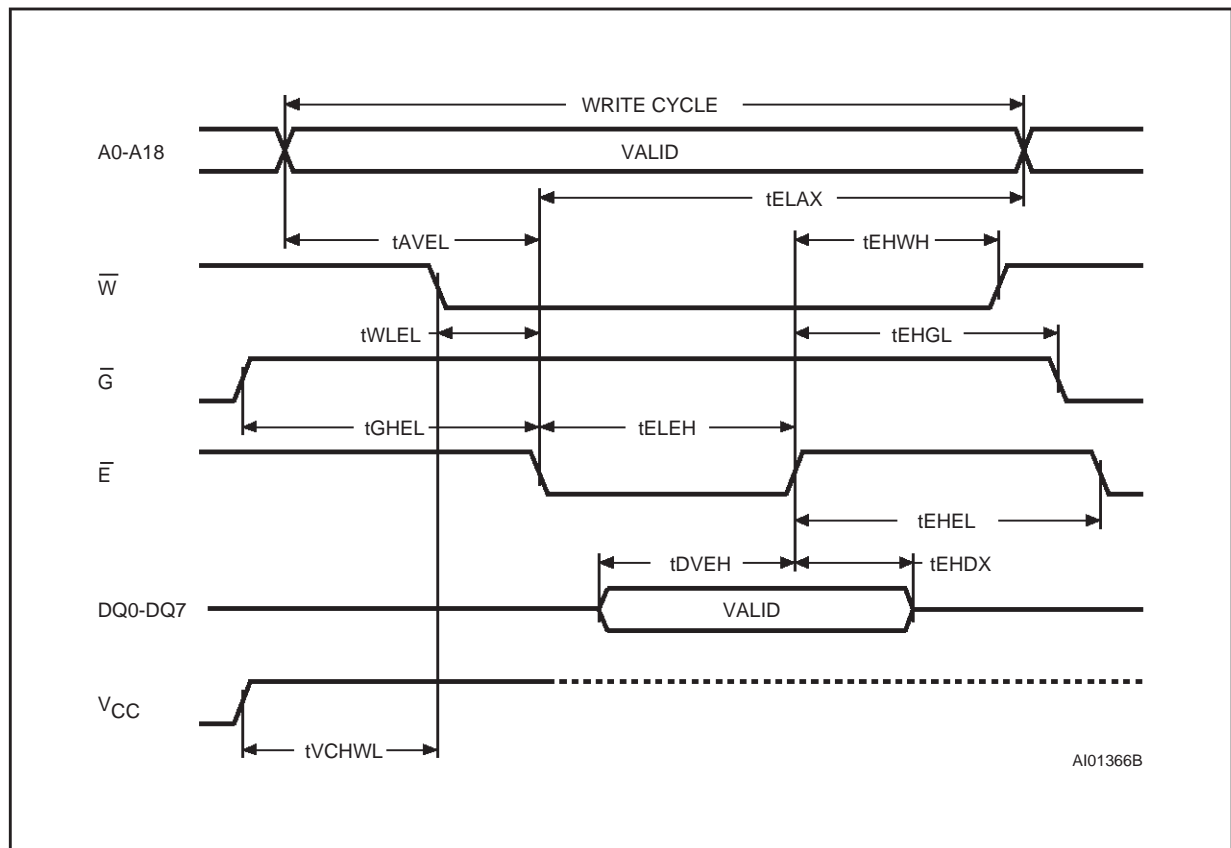 WRITE CYCLE
A0-A18
VALID
tELAX
tAVEL
tEHWH
W̅
tWLEL
tEHGL
G̅
tGHEL
tELEH
E̅
tEHEL
tDVEH
tEHDX
DQ0-DQ7
VALID
VCC
tVCHWL
AI01366B